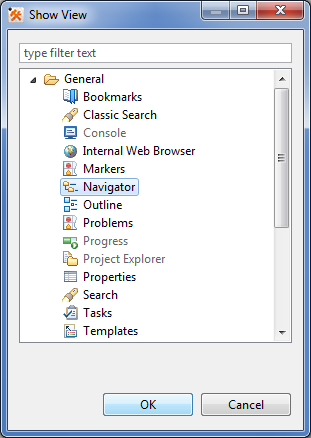 Show View
type filter text
General
Bookmarks
Classic Search
Console
Internal Web Browser
Markers
Navigator
Outline
Problems
Progress
Project Explorer
Properties
Search
Tasks
Templates
OK
Cancel